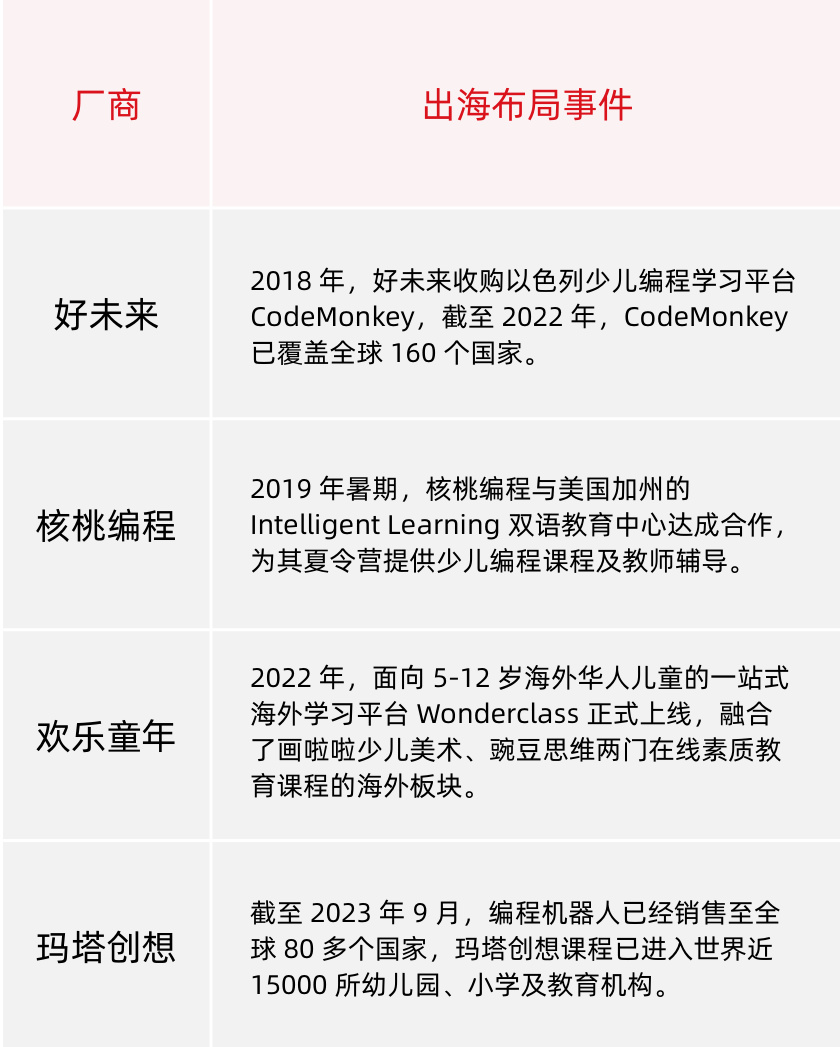 厂商
出海布局事件
好未来
2018 年，好未来收购以色列少儿编程学习平台
CodeMonkey，截至 2022 年，CodeMonkey
已覆盖全球 160 个国家。
核桃编程
2019 年暑期，核桃编程与美国加州的
Intelligent Learning 双语教育中心达成合作，
为其夏令营提供少儿编程课程及教师辅导。
欢乐童年
2022 年，面向 5-12 岁海外华人儿童的一站式
海外学习平台 Wonderclass 正式上线，融合
了画啦啦少儿美术、豌豆思维两门在线素质教
育课程的海外板块。
玛塔创想
截至 2023 年 9 月，编程机器人已经销售至全
球 80 多个国家，玛塔创想课程已进入世界近
15000 所幼儿园、小学及教育机构。